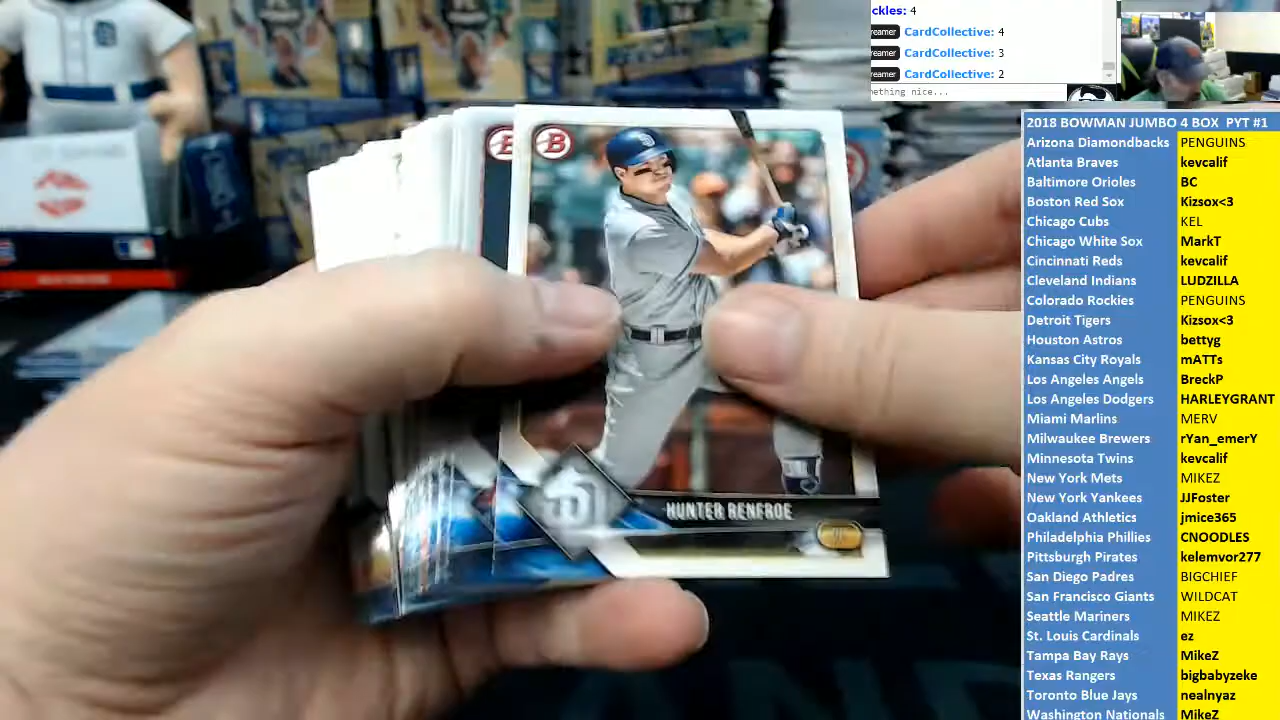 ckles: 4
reamer CardCollective: 4
reamer CardCollective: 3
reamer CardCollective: 2
nething nice...
B
B
SD
HUNTER RENFROE
2018 BOWMAN JUMBO 4 BOX PYT #1
Arizona Diamondbacks PENGUINS
Atlanta Braves kevcalif
Baltimore Orioles BC
Boston Red Sox Kizsox<3
Chicago Cubs KEL
Chicago White Sox MarkT
Cincinnati Reds kevcalif
Cleveland Indians LUDZILLA
Colorado Rockies PENGUINS
Detroit Tigers Kizsox<3
Houston Astros bettyg
Kansas City Royals mATTs
Los Angeles Angels BreckP
Los Angeles Dodgers HARLEYGRANT
Miami Marlins MERV
Milwaukee Brewers rYan_emerY
Minnesota Twins kevcalif
New York Mets MIKEZ
New York Yankees JJFoster
Oakland Athletics jmice365
Philadelphia Phillies CNOODLES
Pittsburgh Pirates kelemvor277
San Diego Padres BIGCHIEF
San Francisco Giants WILDCAT
Seattle Mariners MIKEZ
St. Louis Cardinals ez
Tampa Bay Rays MikeZ
Texas Rangers bigbabyzeke
Toronto Blue Jays nealnyaz
Washington Nationals MikeZ